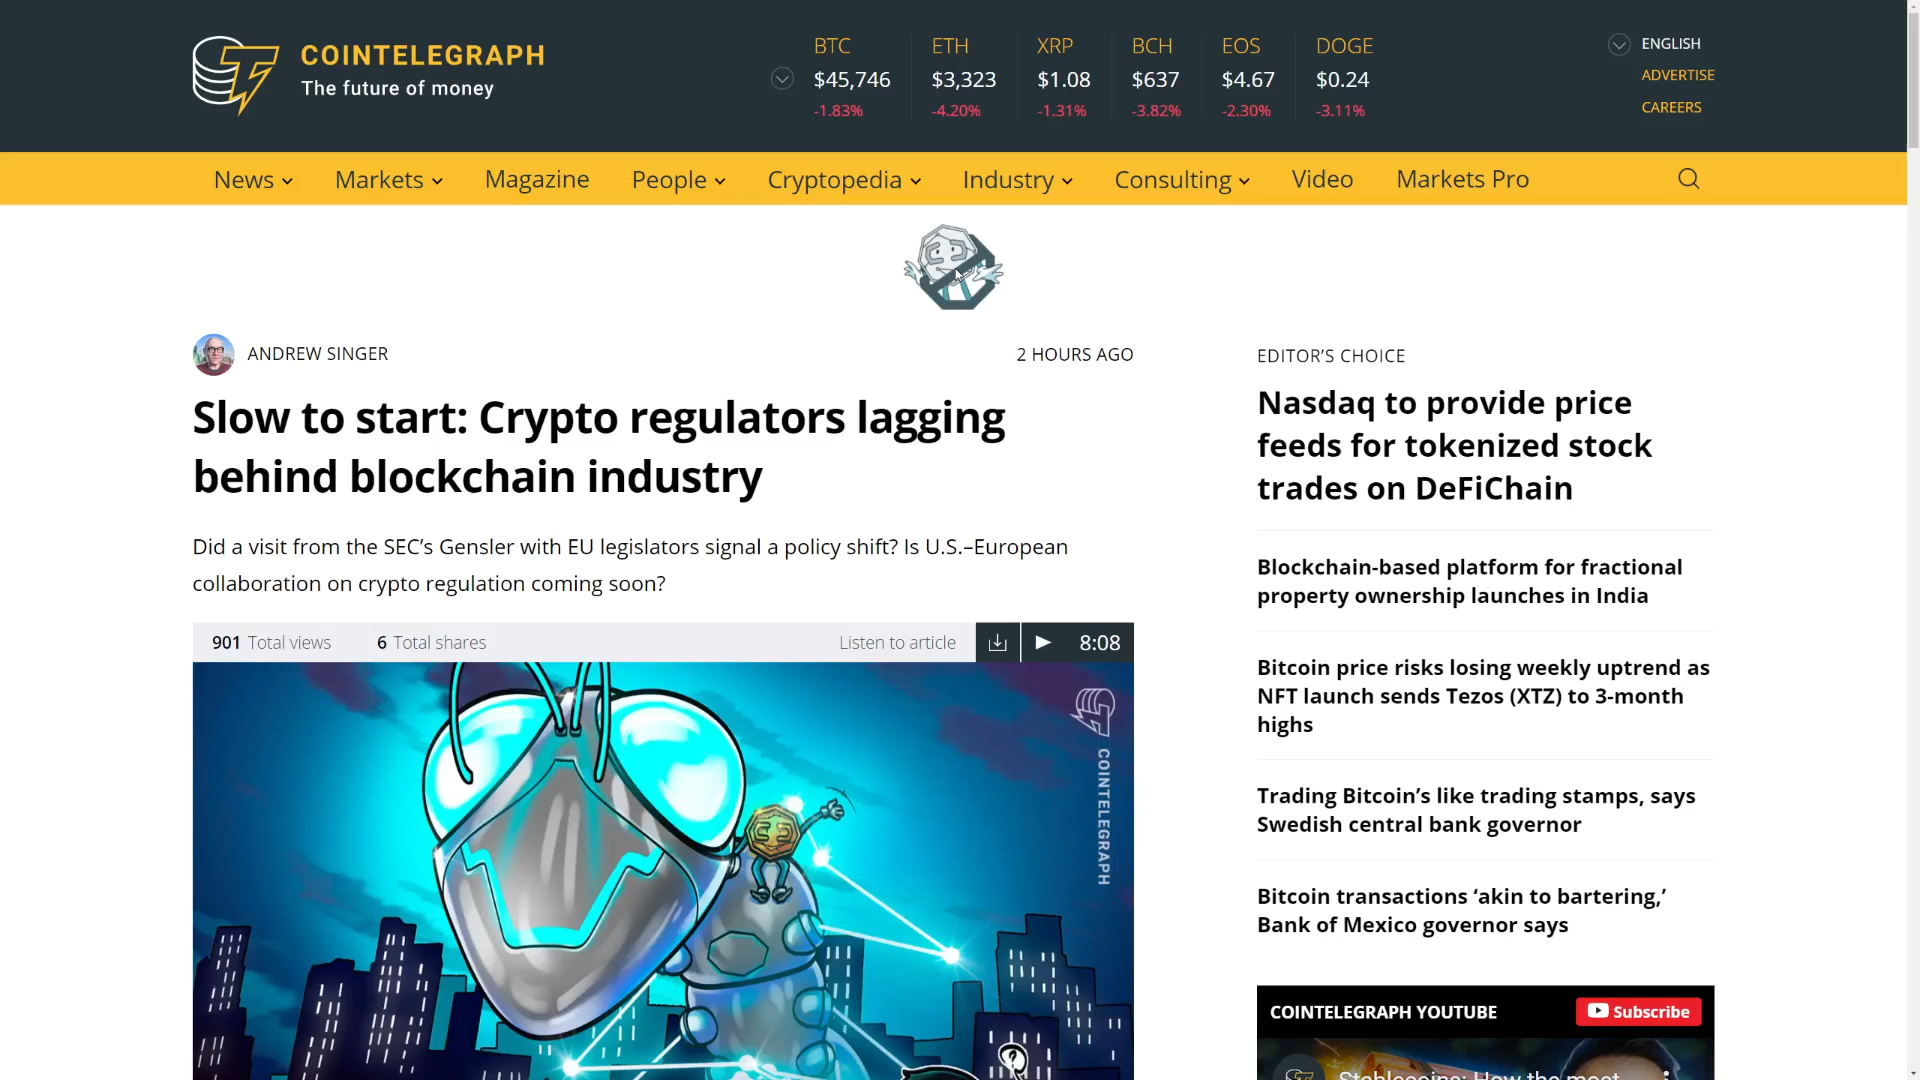 COINTELEGRAPH
The future of money
BTC
$45,746
-1.83%
ETH
$3,323
-4.20%
XRP
$1.08
-1.31%
BCH
$637
-3.82%
EOS
$4.67
-2.30%
DOGE
$0.24
-3.11%
ENGLISH
ADVERTISE
CAREERS
News Markets Magazine People Cryptopedia Industry Consulting Video Markets Pro
ANDREW SINGER
2 HOURS AGO
Slow to start: Crypto regulators lagging
behind blockchain industry
Did a visit from the SEC’s Gensler with EU legislators signal a policy shift? Is U.S.–European
collaboration on crypto regulation coming soon?
901 Total views 6 Total shares Listen to article 8:08
COINTELEGRAPH
EDITOR’S CHOICE
Nasdaq to provide price
feeds for tokenized stock
trades on DeFiChain
Blockchain-based platform for fractional
property ownership launches in India
Bitcoin price risks losing weekly uptrend as
NFT launch sends Tezos (XTZ) to 3-month
highs
Trading Bitcoin’s like trading stamps, says
Swedish central bank governor
Bitcoin transactions ‘akin to bartering,’
Bank of Mexico governor says
COINTELEGRAPH YOUTUBE
Subscribe
Stablecoins: How the most